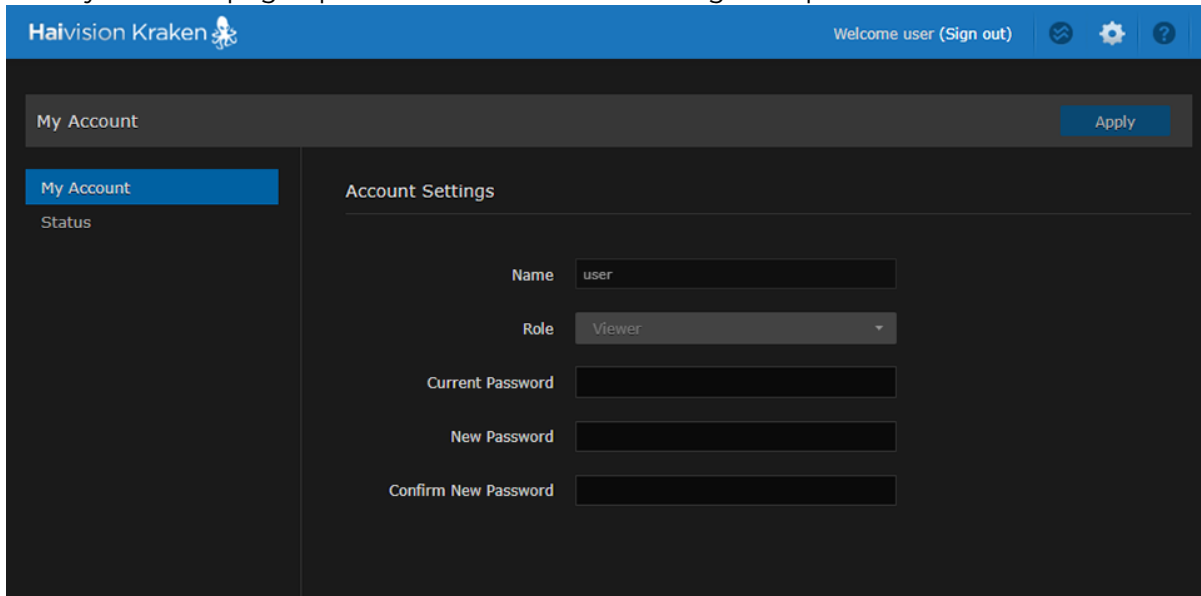 Haivision Kraken
Welcome user (Sign out)
?
My Account
Apply
My Account
Status
Account Settings
Name
user
Role
Viewer
Current Password
New Password
Confirm New Password